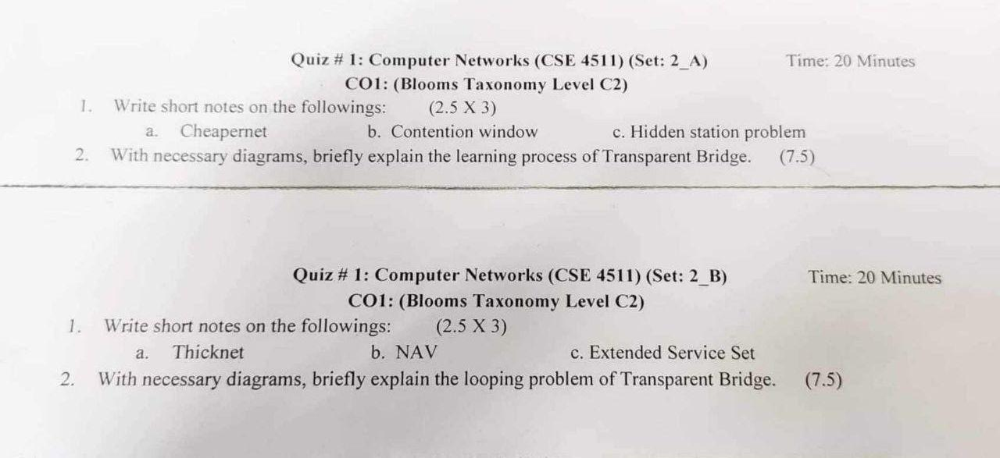 Quiz # 1: Computer Networks (CSE 4511) (Set: 2_A) Time: 20 Minutes
CO1: (Blooms Taxonomy Level C2)
1. Write short notes on the followings: (2.5 X 3)
a. Cheapernet b. Contention window c. Hidden station problem
2. With necessary diagrams, briefly explain the learning process of Transparent Bridge. (7.5)
Quiz # 1: Computer Networks (CSE 4511) (Set: 2_B) Time: 20 Minutes
CO1: (Blooms Taxonomy Level C2)
1. Write short notes on the followings: (2.5 X 3)
a. Thicknet b. NAV c. Extended Service Set
2. With necessary diagrams, briefly explain the looping problem of Transparent Bridge. (7.5)